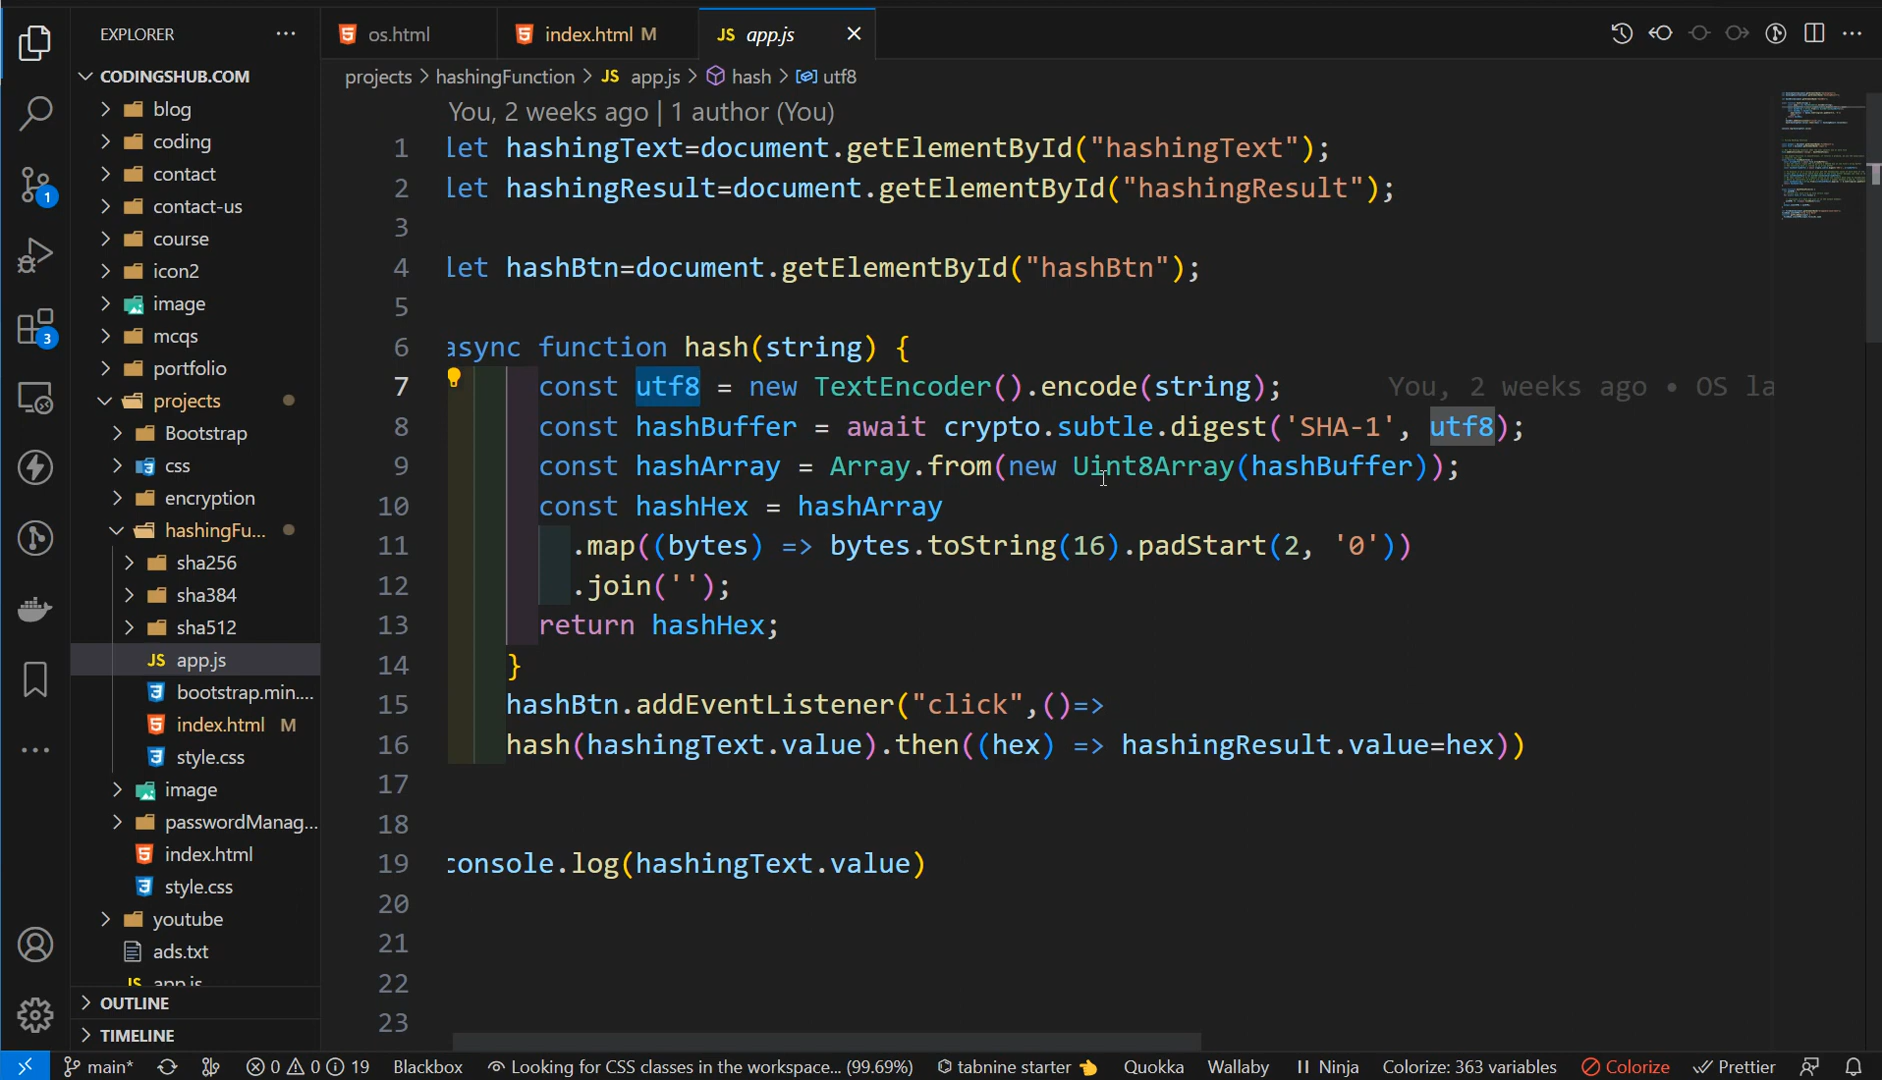 EXPLORER
os.html
index.html M
JS app.js
CODINGSHUB.COM
projects > hashingFunction > JS app.js > hash > utf8
blog
coding
contact
contact-us
course
icon2
image
mcqs
portfolio
projects
Bootstrap
css
encryption
hashingFu...
sha256
sha384
sha512
JS app.js
bootstrap.min....
index.html M
style.css
image
passwordManag...
index.html
style.css
youtube
ads.txt
JS app.js
OUTLINE
TIMELINE
1
3
You, 2 weeks ago | 1 author (You)
1 let hashingText=document.getElementById("hashingText");
2 let hashingResult=document.getElementById("hashingResult");
3
4 let hashBtn=document.getElementById("hashBtn");
5
6 async function hash(string) {
7 const utf8 = new TextEncoder().encode(string); You, 2 weeks ago • OS la
8 const hashBuffer = await crypto.subtle.digest('SHA-1', utf8);
9 const hashArray = Array.from(new Uint8Array(hashBuffer));
10 const hashHex = hashArray
11 .map((bytes) => bytes.toString(16).padStart(2, '0'))
12 .join('');
13 return hashHex;
14 }
15 hashBtn.addEventListener("click",()=>
16 hash(hashingText.value).then((hex) => hashingResult.value=hex))
17
18
19 console.log(hashingText.value)
20
21
22
23
main* 0 0 19 Blackbox Looking for CSS classes in the workspace... (99.69%) tabnine starter Quokka Wallaby Ninja Colorize: 363 variables Colorize Prettier